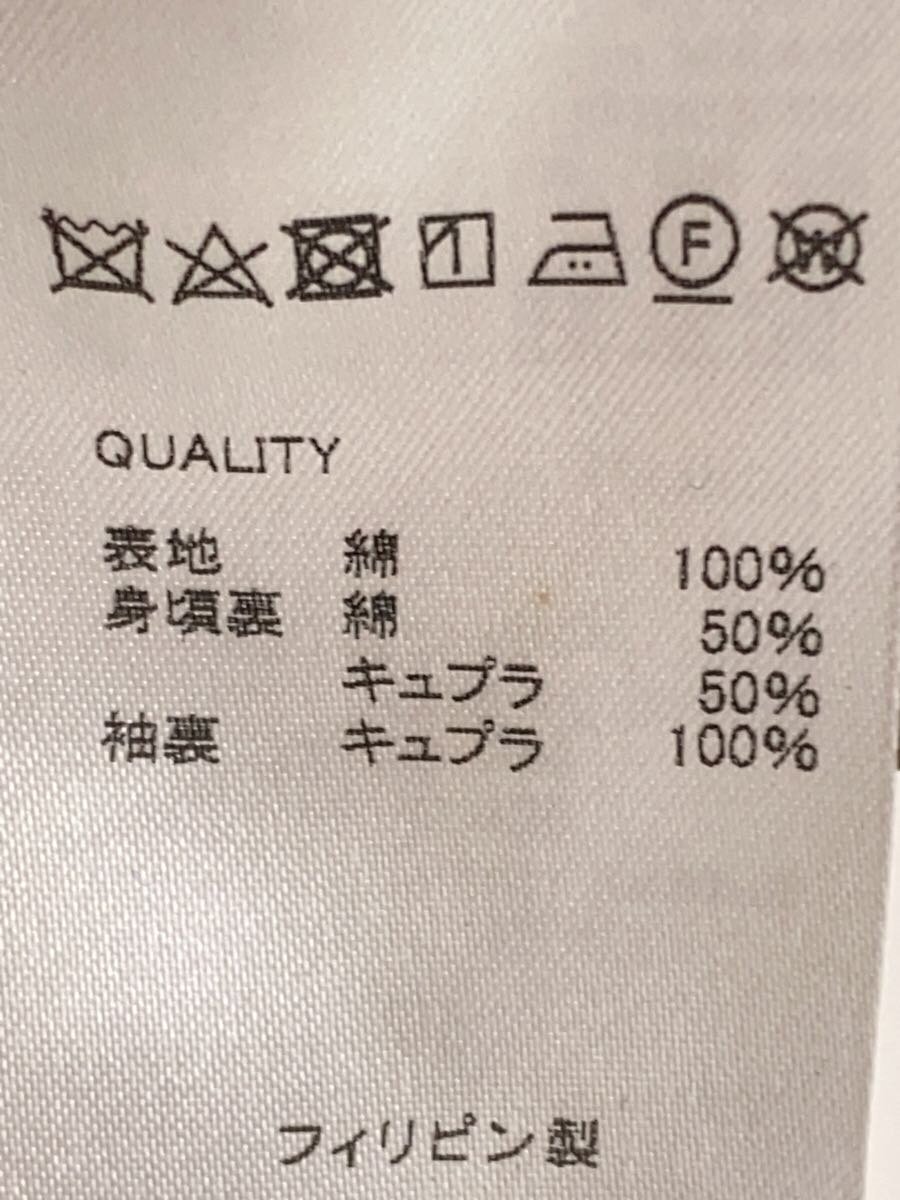 F W
QUALITY
表地 綿 100%
身頃裏 綿 50%
キュプラ 50%
袖裏 キュプラ 100%
フィリピン製